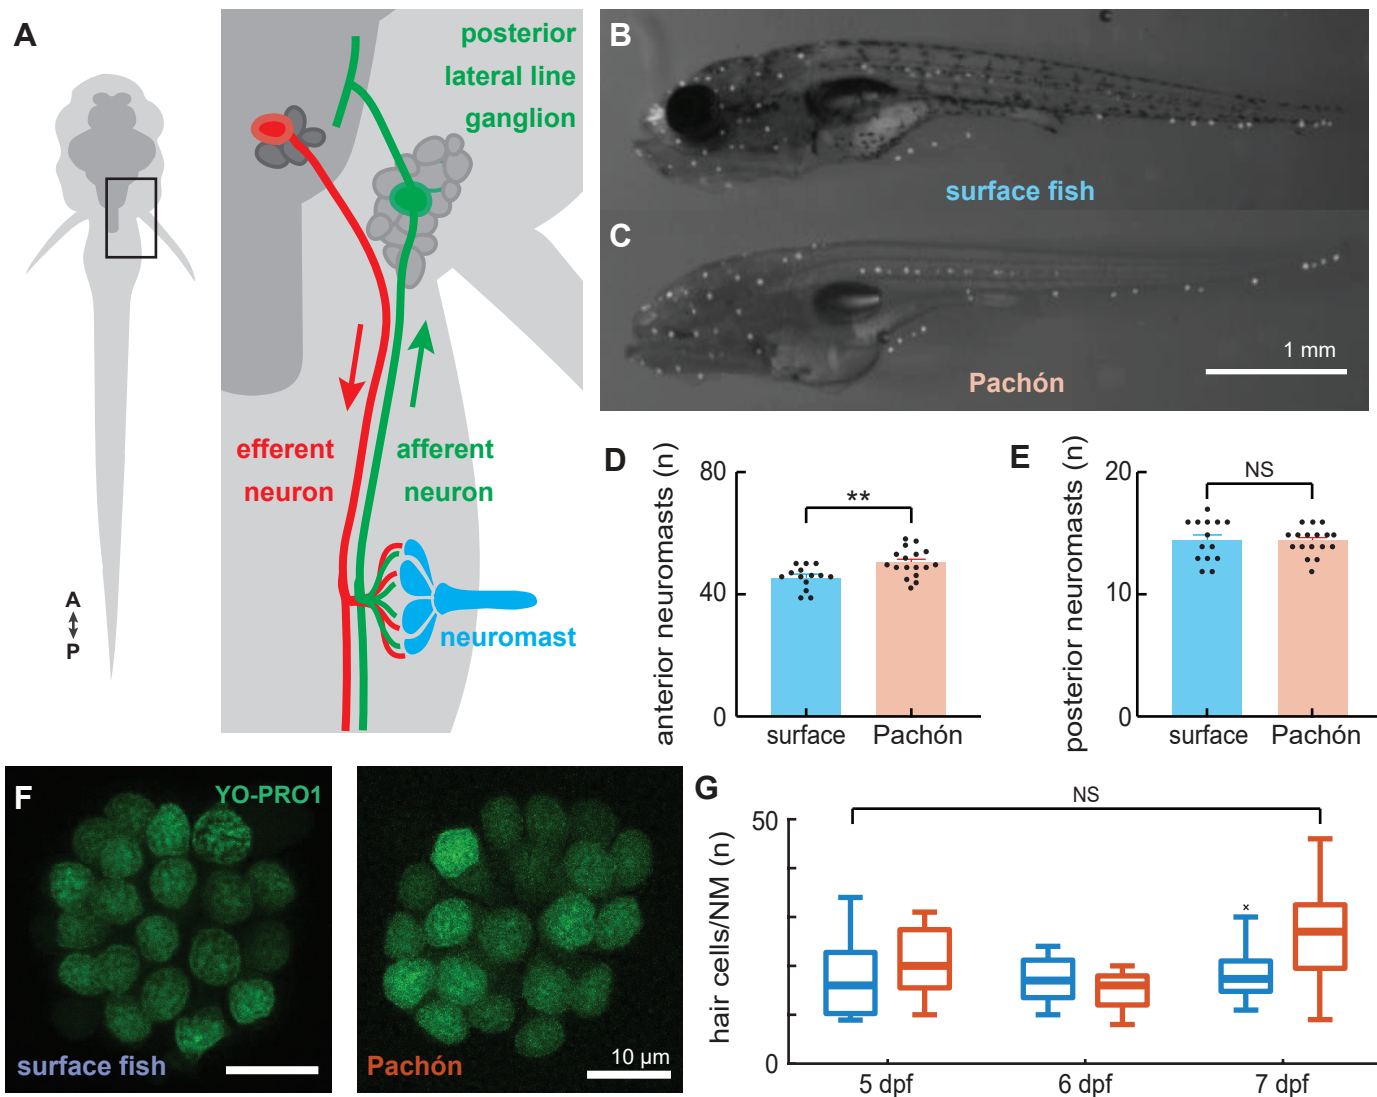 A
posterior
lateral line
ganglion
efferent
neuron
afferent
neuron
neuromast
A
P
B
surface fish
C
1 mm
Pachón
D
anterior neuromasts (n)
80
40
0
**
surface
Pachón
E
posterior neuromasts (n)
20
10
0
NS
surface
Pachón
F
YO-PRO1
surface fish
Pachón
10 µm
G
hair cells/NM (n)
50
0
NS
×
5 dpf
6 dpf
7 dpf